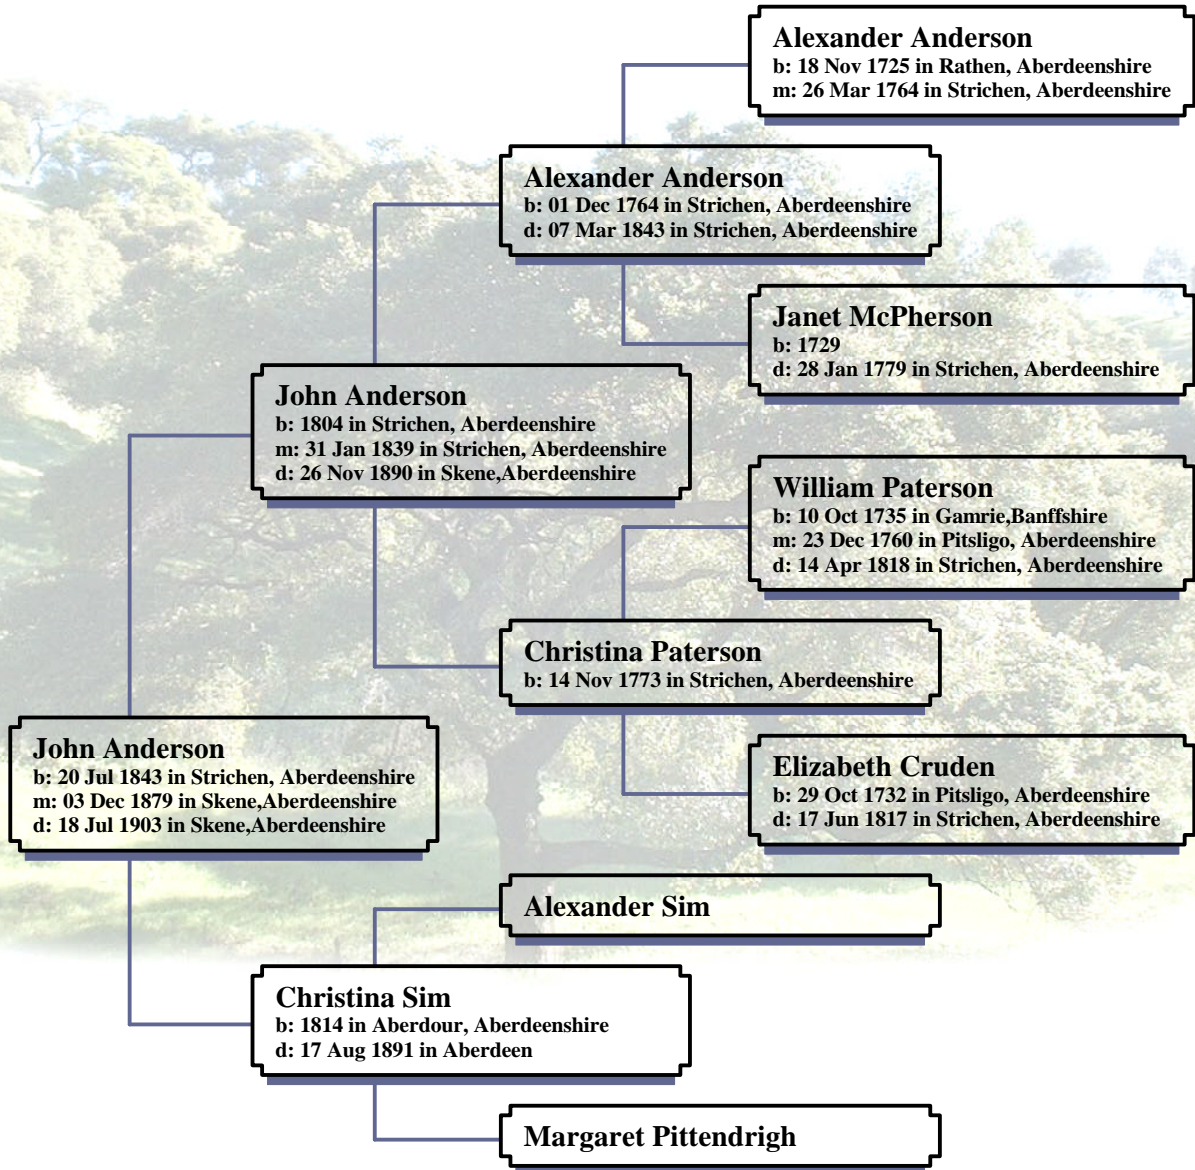 Alexander Anderson
b: 18 Nov 1725 in Rathen, Aberdeenshire
m: 26 Mar 1764 in Strichen, Aberdeenshire
Alexander Anderson
b: 01 Dec 1764 in Strichen, Aberdeenshire
d: 07 Mar 1843 in Strichen, Aberdeenshire
Janet McPherson
b: 1729
d: 28 Jan 1779 in Strichen, Aberdeenshire
John Anderson
b: 1804 in Strichen, Aberdeenshire
m: 31 Jan 1839 in Strichen, Aberdeenshire
d: 26 Nov 1890 in Skene,Aberdeenshire
William Paterson
b: 10 Oct 1735 in Gamrie,Banffshire
m: 23 Dec 1760 in Pitsligo, Aberdeenshire
d: 14 Apr 1818 in Strichen, Aberdeenshire
Christina Paterson
b: 14 Nov 1773 in Strichen, Aberdeenshire
John Anderson
b: 20 Jul 1843 in Strichen, Aberdeenshire
m: 03 Dec 1879 in Skene,Aberdeenshire
d: 18 Jul 1903 in Skene,Aberdeenshire
Elizabeth Cruden
b: 29 Oct 1732 in Pitsligo, Aberdeenshire
d: 17 Jun 1817 in Strichen, Aberdeenshire
Alexander Sim
Christina Sim
b: 1814 in Aberdour, Aberdeenshire
d: 17 Aug 1891 in Aberdeen
Margaret Pittendrigh